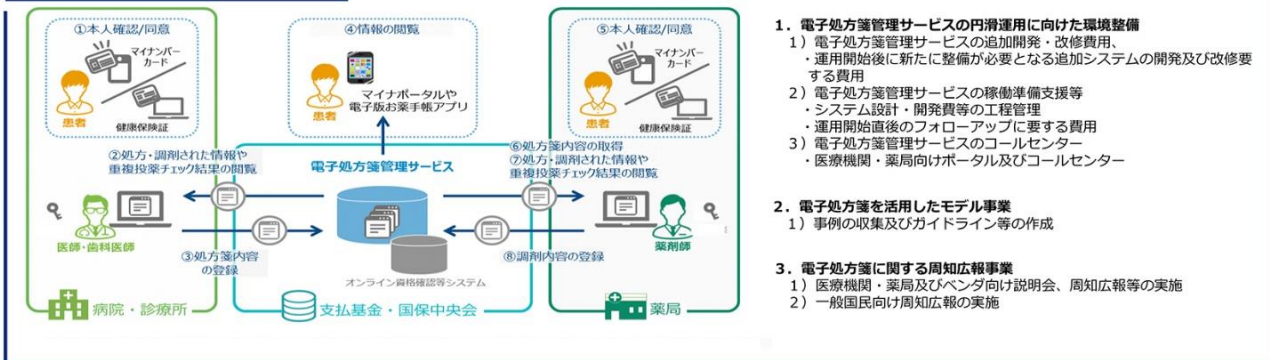 ①本人確認/同意
マイナンバー
カード
患者
健康保険証
④情報の閲覧
患者
マイナポータルや
電子版お薬手帳アプリ
⑤本人確認/同意
マイナンバー
カード
患者
健康保険証
②処方・調剤された情報や
重複投薬チェック結果の閲覧
電子処方箋管理サービス
⑥処方箋内容の取得
⑦処方・調剤された情報や
重複投薬チェック結果の閲覧
医師・歯科医師
③処方箋内容
の登録
オンライン資格確認等システム
⑧調剤内容の登録
薬剤師
病院・診療所
支払基金・国保中央会
薬局
1．電子処方箋管理サービスの円滑運用に向けた環境整備
1）電子処方箋管理サービスの追加開発・改修費用、
・運用開始後に新たに整備が必要となる追加システムの開発及び改修要
する費用
2）電子処方箋管理サービスの稼働準備支援等
・システム設計・開発費等の工程管理
・運用開始直後のフォローアップに要する費用
3）電子処方箋管理サービスのコールセンター
・医療機関・薬局向けポータル及びコールセンター
2．電子処方箋を活用したモデル事業
1）事例の収集及びガイドライン等の作成
3．電子処方箋に関する周知広報事業
1）医療機関・薬局及びベンダ向け説明会、周知広報等の実施
2）一般国民向け周知広報の実施